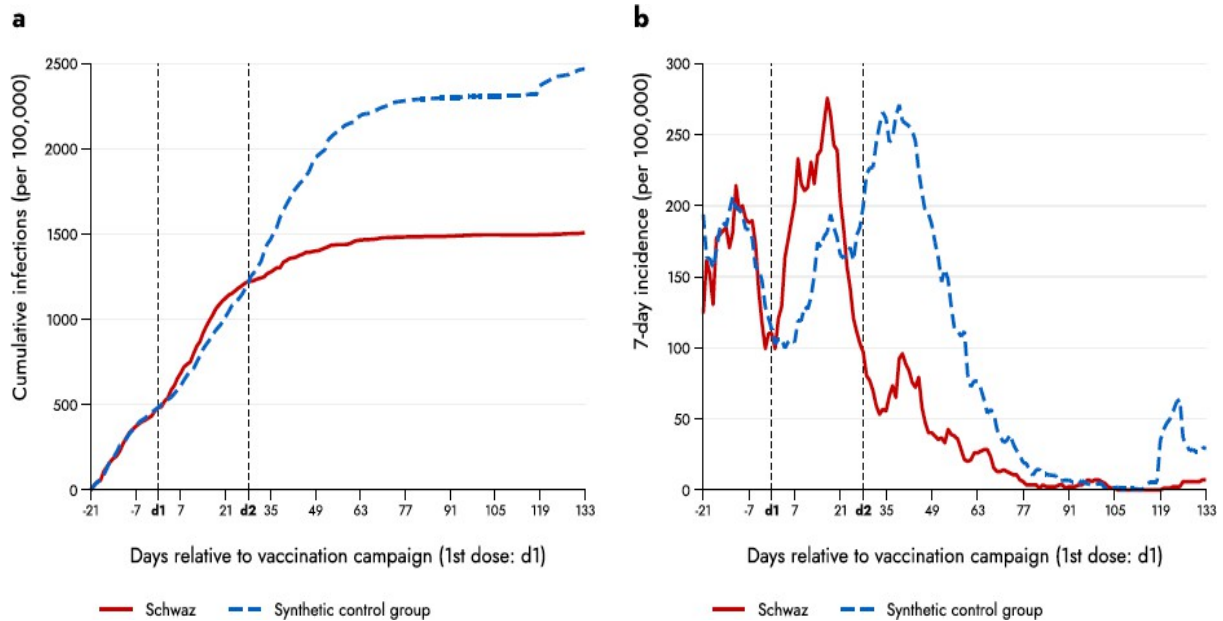 a
Cumulative infections (per 100,000)
2500
2000
1500
1000
500
0
-21 -7 d1 7 21 d2 35 49 63 77 91 105 119 133
Days relative to vaccination campaign (1st dose: d1)
Schwaz Synthetic control group
b
7-day incidence (per 100,000)
300
250
200
150
100
50
0
-21 -7 d1 7 21 d2 35 49 63 77 91 105 119 133
Days relative to vaccination campaign (1st dose: d1)
Schwaz Synthetic control group